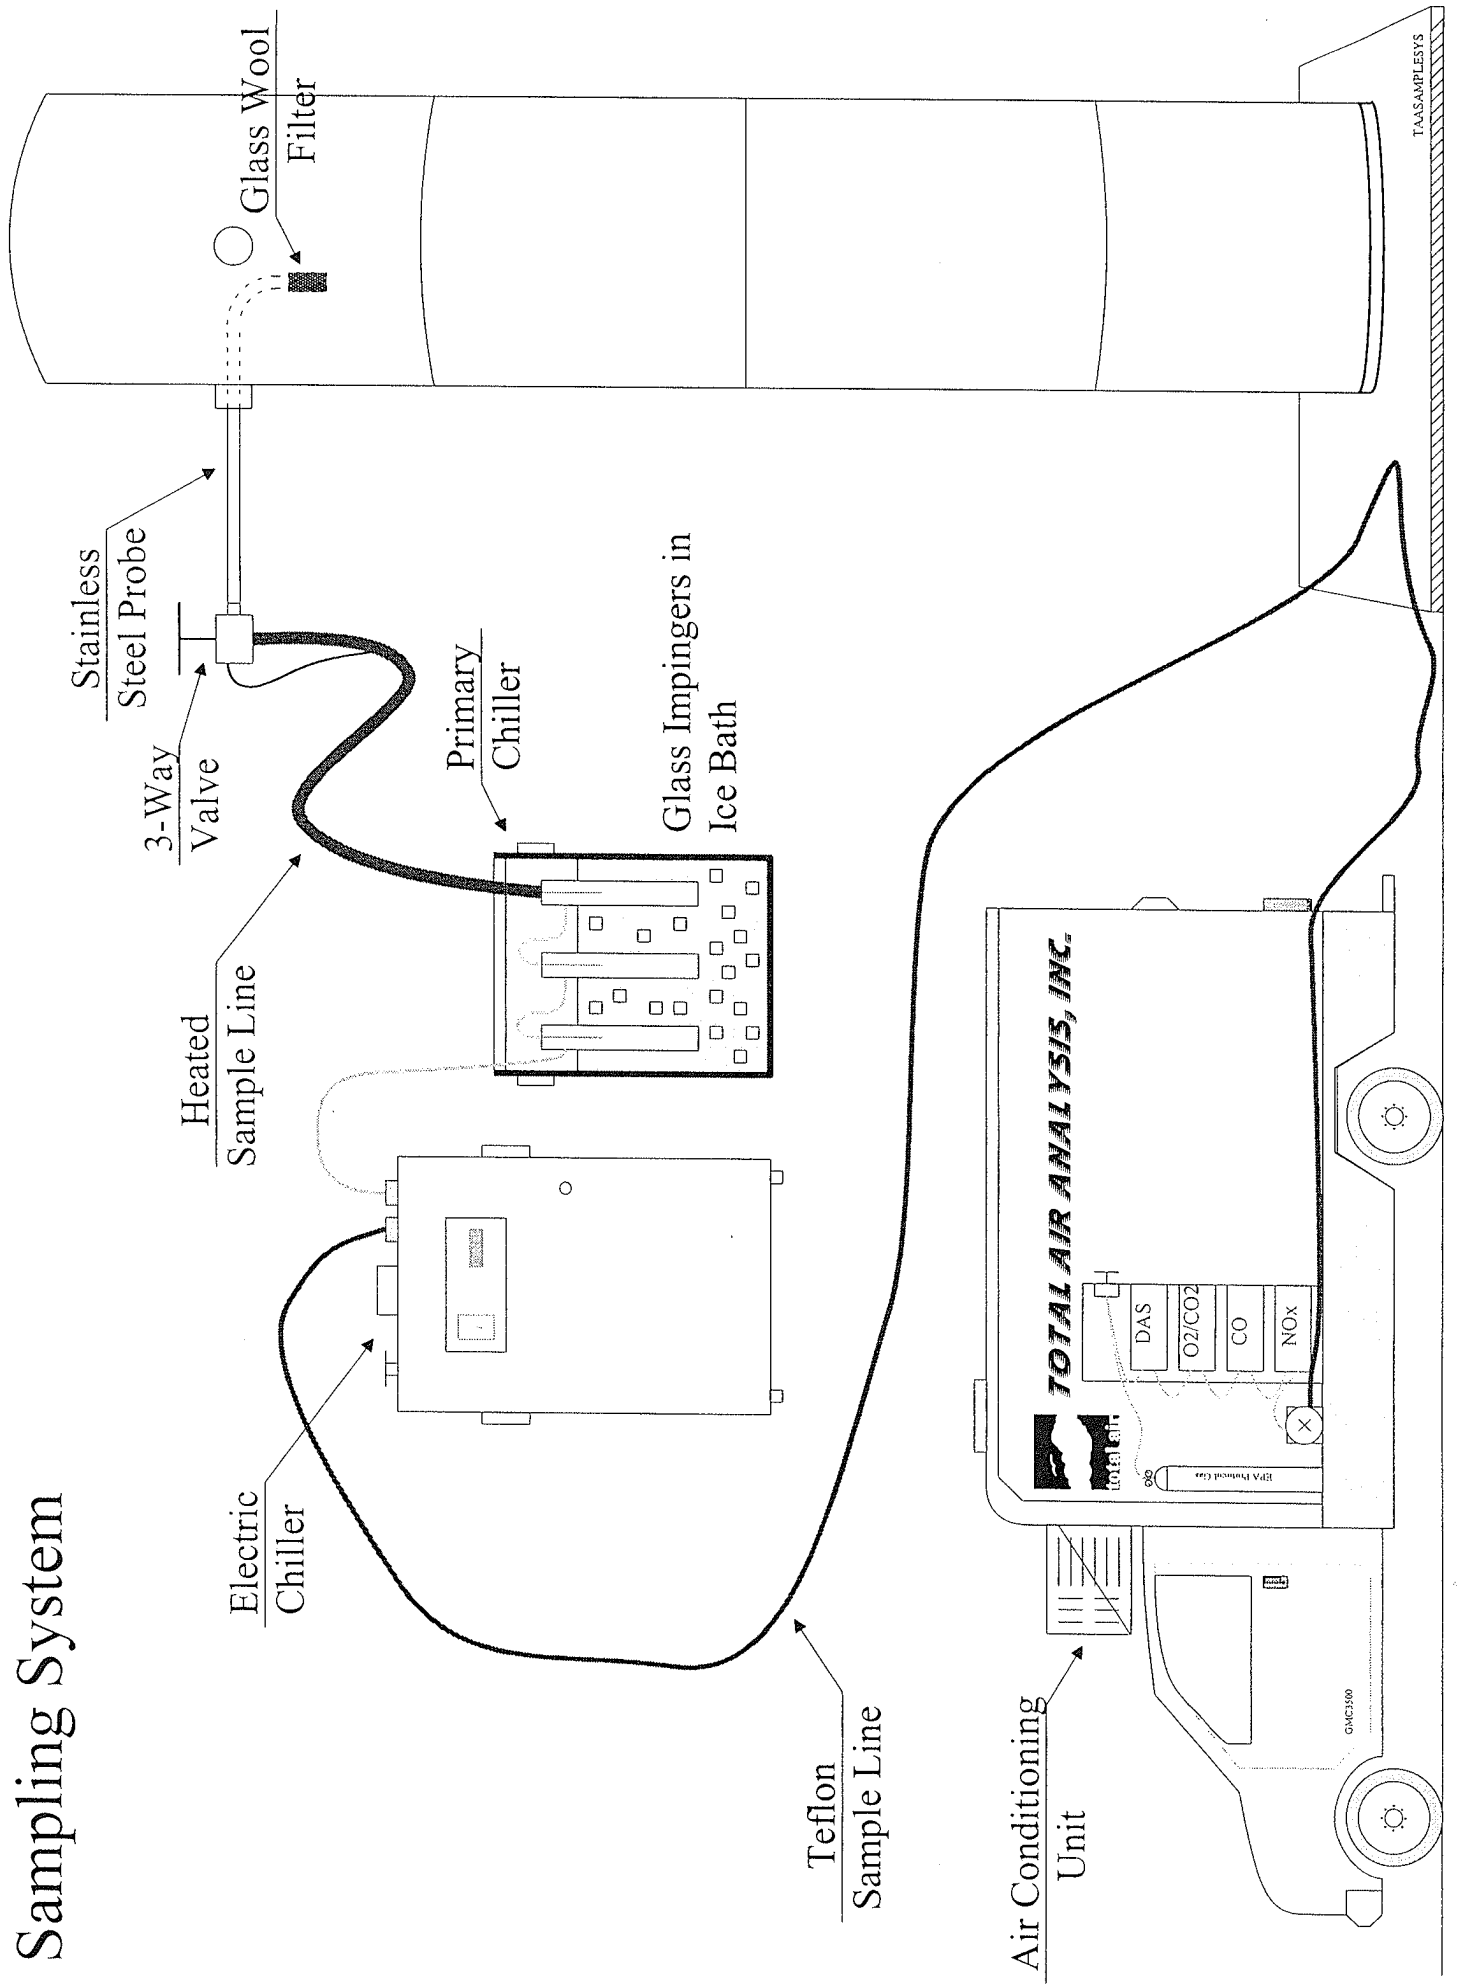 Sampling System
Stainless
Steel Probe
3-Way
Valve
Glass Wool
Filter
Heated
Sample Line
Primary
Chiller
Glass Impingers in
Ice Bath
Electric
Chiller
Teflon
Sample Line
Air Conditioning
Unit
TOTAL AIR ANALYSIS, INC.
total air
DAS
O2/CO2
CO
NOx
EPA Protocol Gas
GMC3500
TAASAMPLESYS